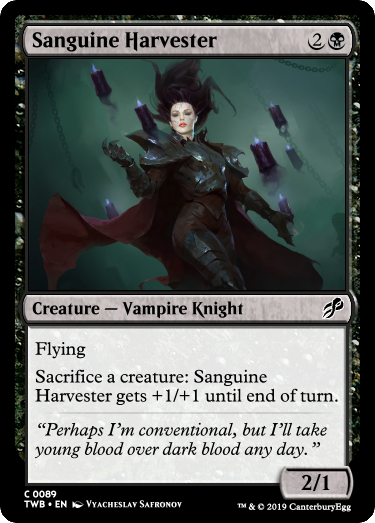 Sanguine Harvester 2
Creature — Vampire Knight
Flying
Sacrifice a creature: Sanguine
Harvester gets +1/+1 until end of turn.
“Perhaps I’m conventional, but I’ll take
young blood over dark blood any day.”
2/1
C 0089
TWB • EN Vyacheslav Safronov
™ & © 2019 CanterburyEgg